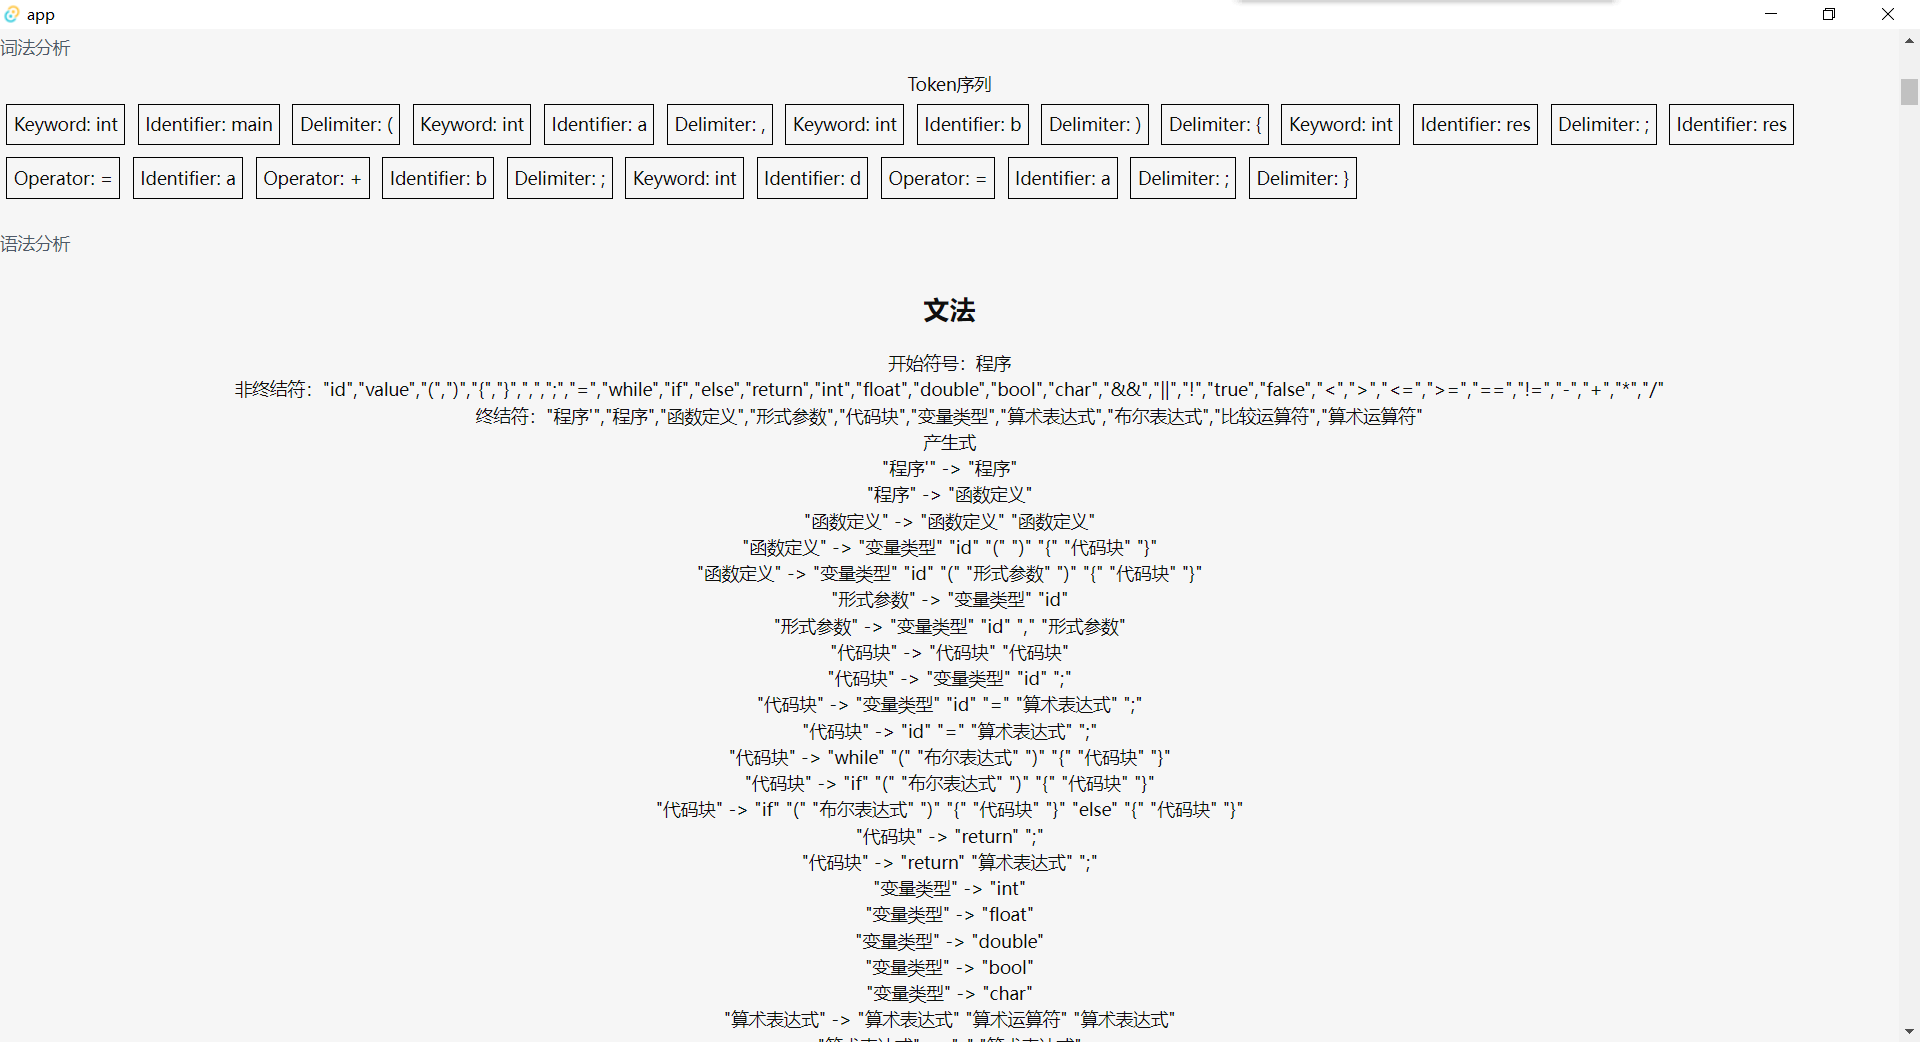 app
词法分析
Token序列
Keyword: int Identifier: main Delimiter: ( Keyword: int Identifier: a Delimiter: , Keyword: int Identifier: b Delimiter: ) Delimiter: { Keyword: int Identifier: res Delimiter: ; Identifier: res
Operator: = Identifier: a Operator: + Identifier: b Delimiter: ; Keyword: int Identifier: d Operator: = Identifier: a Delimiter: ; Delimiter: }
语法分析
文法
开始符号：程序
非终结符："id","value","(",")","{","}",",",";","=","while","if","else","return","int","float","double","bool","char","&&","||","!","true","false","<",">","<=",">=","==","!=","-","+","*","/"
终结符："程序'","程序","函数定义","形式参数","代码块","变量类型","算术表达式","布尔表达式","比较运算符","算术运算符"
产生式
"程序'" -> "程序"
"程序" -> "函数定义"
"函数定义" -> "函数定义" "函数定义"
"函数定义" -> "变量类型" "id" "(" ")" "{" "代码块" "}"
"函数定义" -> "变量类型" "id" "(" "形式参数" ")" "{" "代码块" "}"
"形式参数" -> "变量类型" "id"
"形式参数" -> "变量类型" "id" "," "形式参数"
"代码块" -> "代码块" "代码块"
"代码块" -> "变量类型" "id" ";"
"代码块" -> "变量类型" "id" "=" "算术表达式" ";"
"代码块" -> "id" "=" "算术表达式" ";"
"代码块" -> "while" "(" "布尔表达式" ")" "{" "代码块" "}"
"代码块" -> "if" "(" "布尔表达式" ")" "{" "代码块" "}"
"代码块" -> "if" "(" "布尔表达式" ")" "{" "代码块" "}" "else" "{" "代码块" "}"
"代码块" -> "return" ";"
"代码块" -> "return" "算术表达式" ";"
"变量类型" -> "int"
"变量类型" -> "float"
"变量类型" -> "double"
"变量类型" -> "bool"
"变量类型" -> "char"
"算术表达式" -> "算术表达式" "算术运算符" "算术表达式"